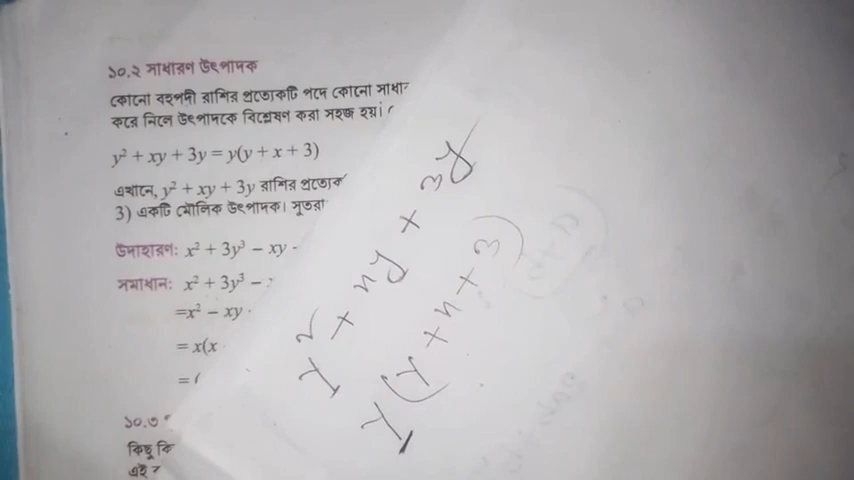 ১০.২ সাধারণ উৎপাদক
কোনো বহুপদী রাশির প্রত্যেকটি পদে কোনো
করে নিলে উৎপাদকে বিশ্লেষণ করা সহজ হয়।
y² + xy + 3y = y(y + x + 3)
এখানে, y² + xy + 3y রাশির
3) একটি মৌলিক উৎপাদক।
উদাহরণ: x² + 3y³ − xy -
সমাধান: x² + 3y³ −
=x² − xy
= x(x
= (
১০.৩
কিছু কি
এই
y² + xy + 3y
y(y + x + 3)